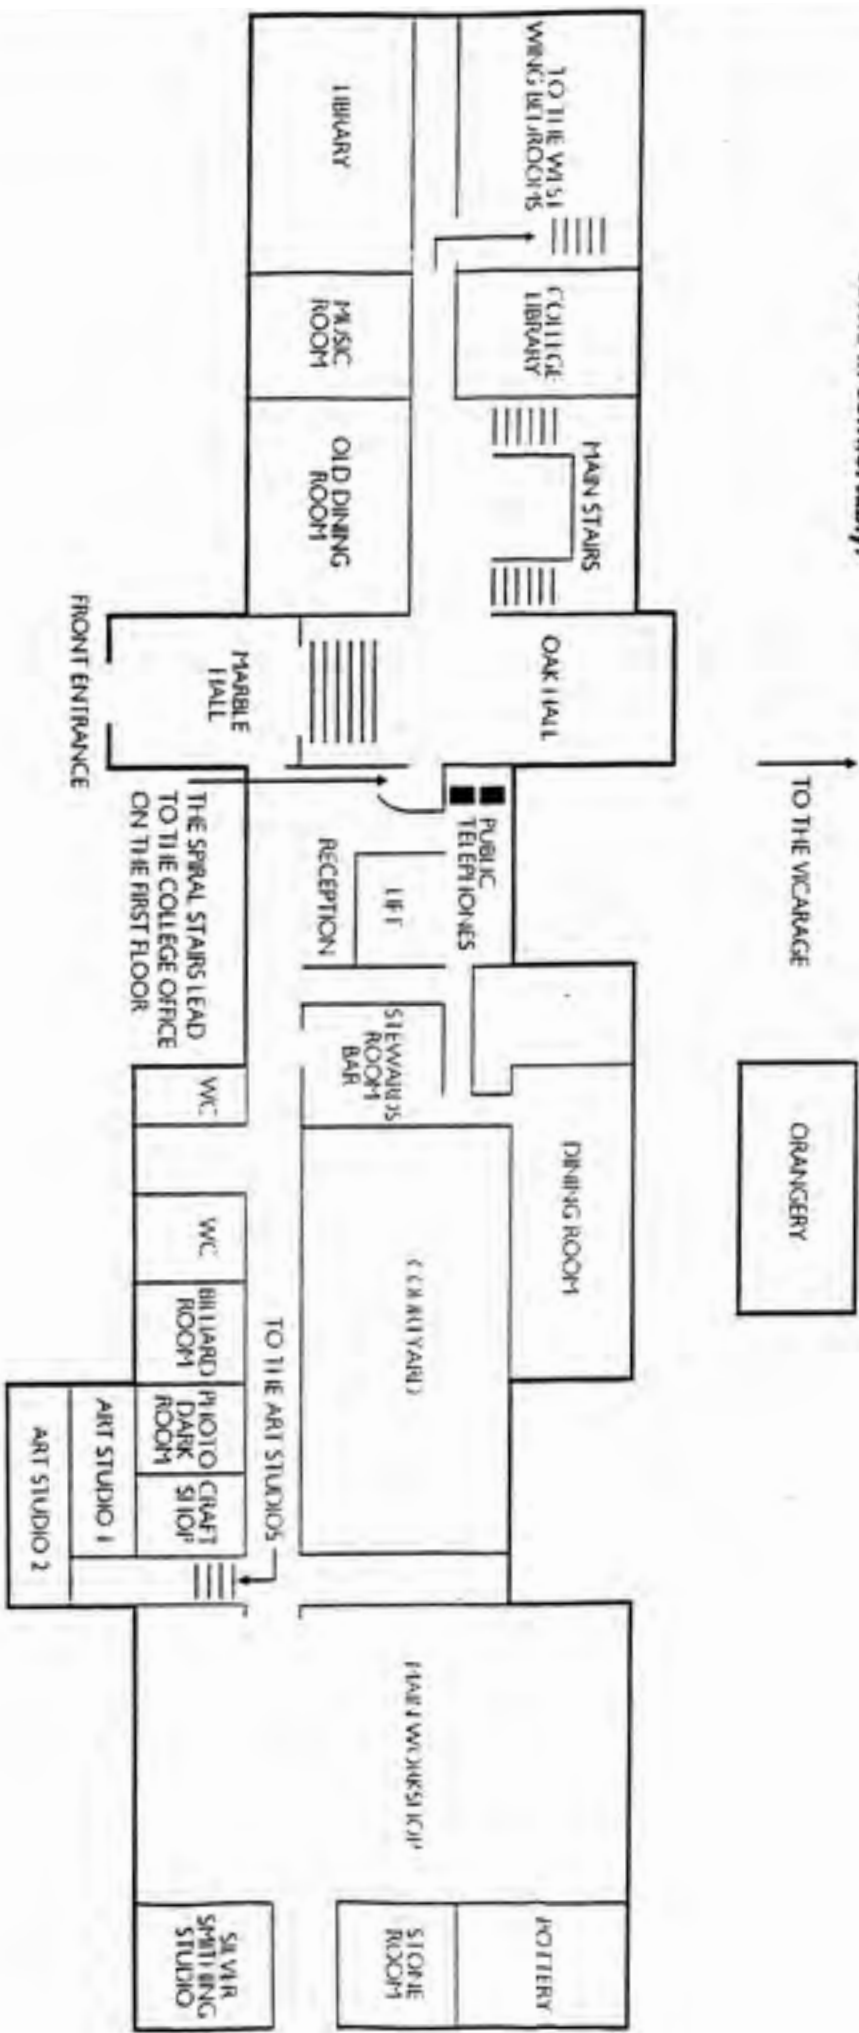 TO THE WEST
WING BEDROOMS
LIBRARY
COLLEGE
LIBRARY
MUSIC
ROOM
MAIN STAIRS
OLD DINING
ROOM
OAK HALL
MARBLE
HALL
FRONT ENTRANCE
TO THE VICARAGE
PUBLIC
TELEPHONES
LIFT
RECEPTION
THE SPIRAL STAIRS LEAD
TO THE COLLEGE OFFICE
ON THE FIRST FLOOR
STEWARDS
ROOM
BAR
WC
ORANGERY
DINING ROOM
COURTYARD
WC
BILLIARD
ROOM
TO THE ART STUDIOS
PHOTO
DARK
ROOM
CRAFT
SHOP
ART STUDIO 1
ART STUDIO 2
MAIN WORKSHOP
POTTERY
STONE
ROOM
SILVER
SMITHING
STUDIO